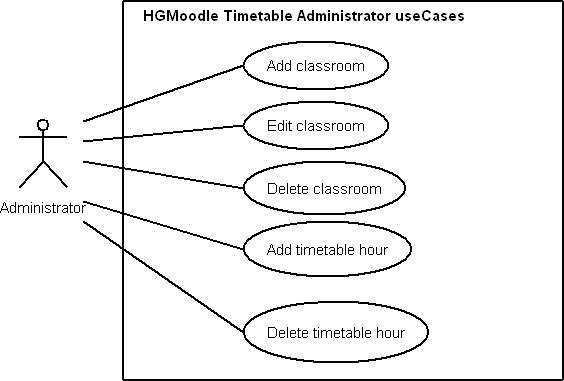 HGMoodle Timetable Administrator useCases
Add classroom
Edit classroom
Delete classroom
Administrator
Add timetable hour
Delete timetable hour